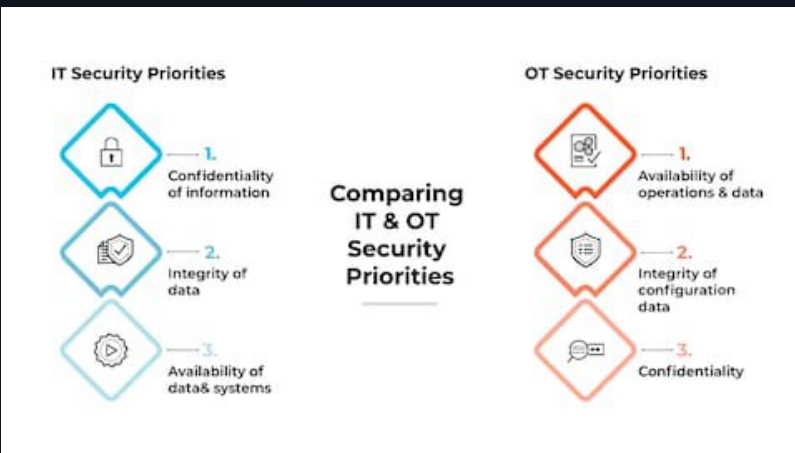 IT Security Priorities
1.
Confidentiality
of information
2.
Integrity of
data
3.
Availability of
data& systems
Comparing
IT & OT
Security
Priorities
OT Security Priorities
1.
Availability of
operations & data
2.
Integrity of
configuration
data
3.
Confidentiality